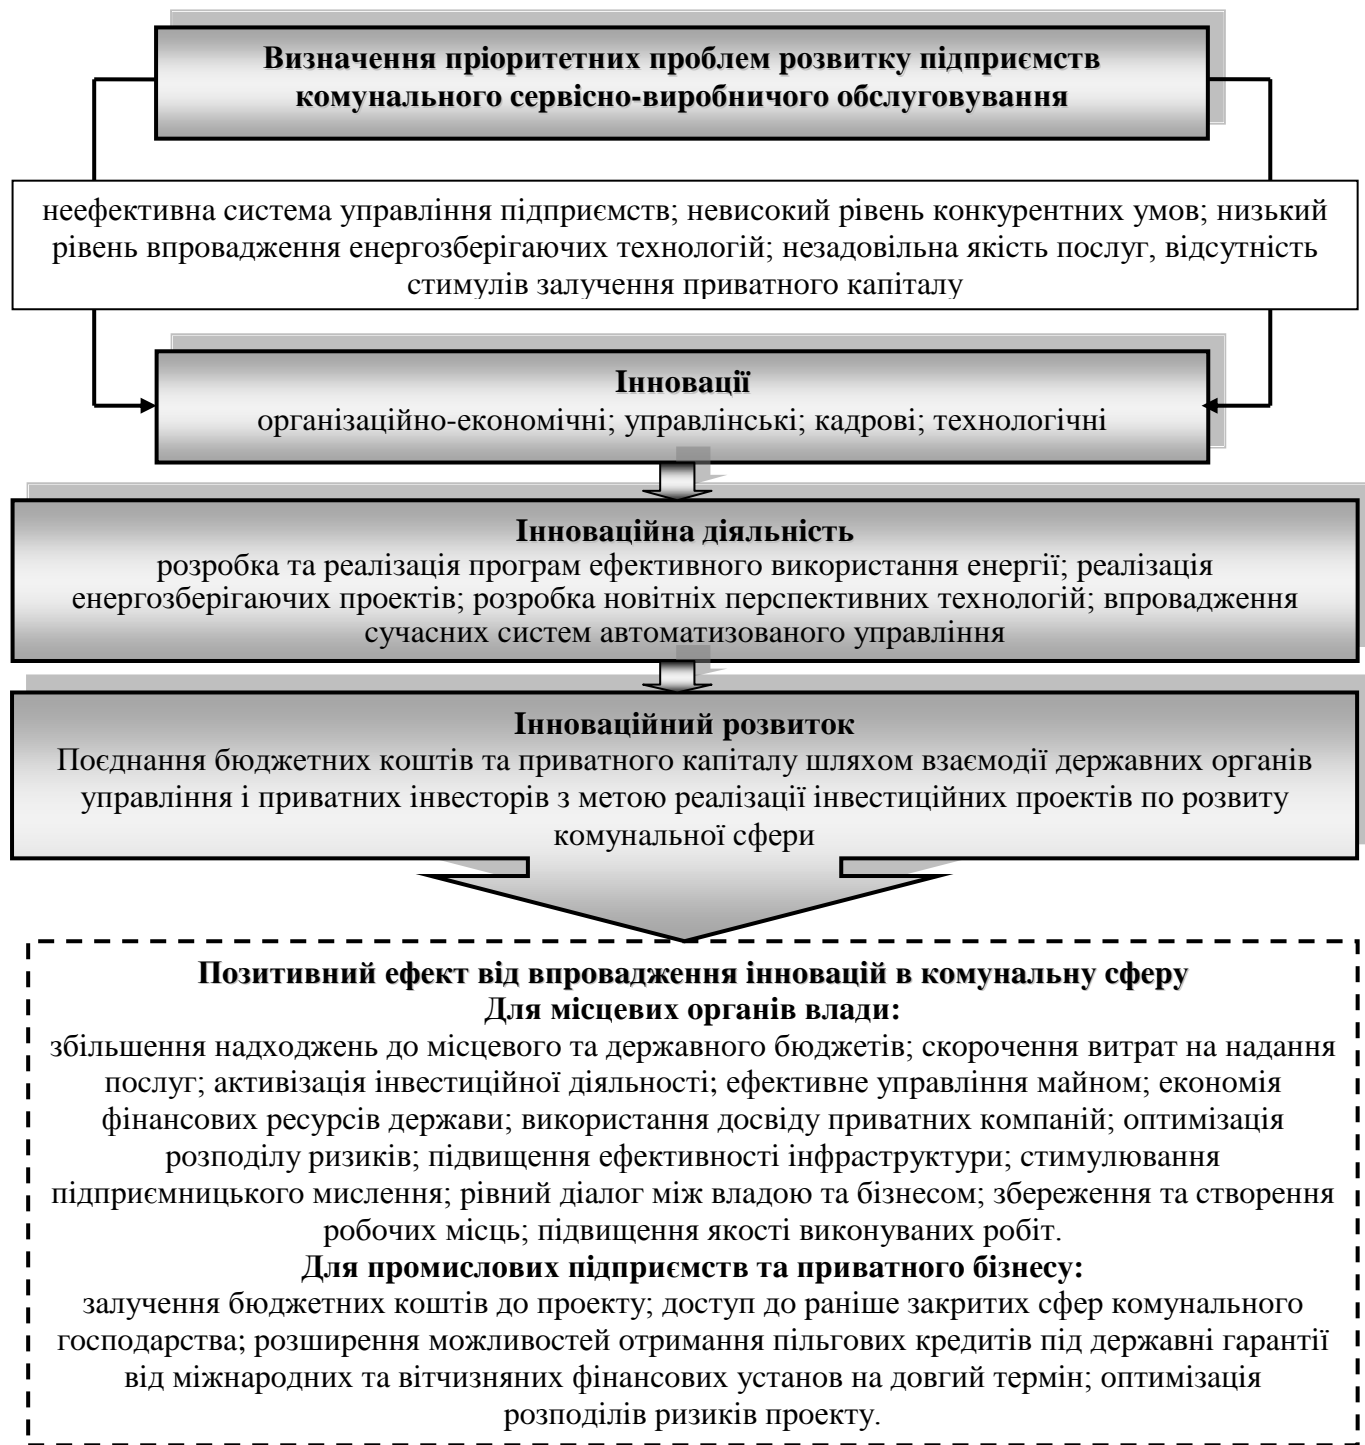 Визначення пріоритетних проблем розвитку підприємств
комунального сервісно-виробничого обслуговування
неефективна система управління підприємств; невисокий рівень конкурентних умов; низький
рівень впровадження енергозберігаючих технологій; незадовільна якість послуг, відсутність
стимулів залучення приватного капіталу
Інновації
організаційно-економічні; управлінські; кадрові; технологічні
Інноваційна діяльність
розробка та реалізація програм ефективного використання енергії; реалізація
енергозберігаючих проектів; розробка новітніх перспективних технологій; впровадження
сучасних систем автоматизованого управління
Інноваційний розвиток
Поєднання бюджетних коштів та приватного капіталу шляхом взаємодії державних органів
управління і приватних інвесторів з метою реалізації інвестиційних проектів по розвиту
комунальної сфери
Позитивний ефект від впровадження інновацій в комунальну сферу
Для місцевих органів влади:
збільшення надходжень до місцевого та державного бюджетів; скорочення витрат на надання
послуг; активізація інвестиційної діяльності; ефективне управління майном; економія
фінансових ресурсів держави; використання досвіду приватних компаній; оптимізація
розподілу ризиків; підвищення ефективності інфраструктури; стимулювання
підприємницького мислення; рівний діалог між владою та бізнесом; збереження та створення
робочих місць; підвищення якості виконуваних робіт.
Для промислових підприємств та приватного бізнесу:
залучення бюджетних коштів до проекту; доступ до раніше закритих сфер комунального
господарства; розширення можливостей отримання пільгових кредитів під державні гарантії
від міжнародних та вітчизняних фінансових установ на довгий термін; оптимізація
розподілів ризиків проекту.